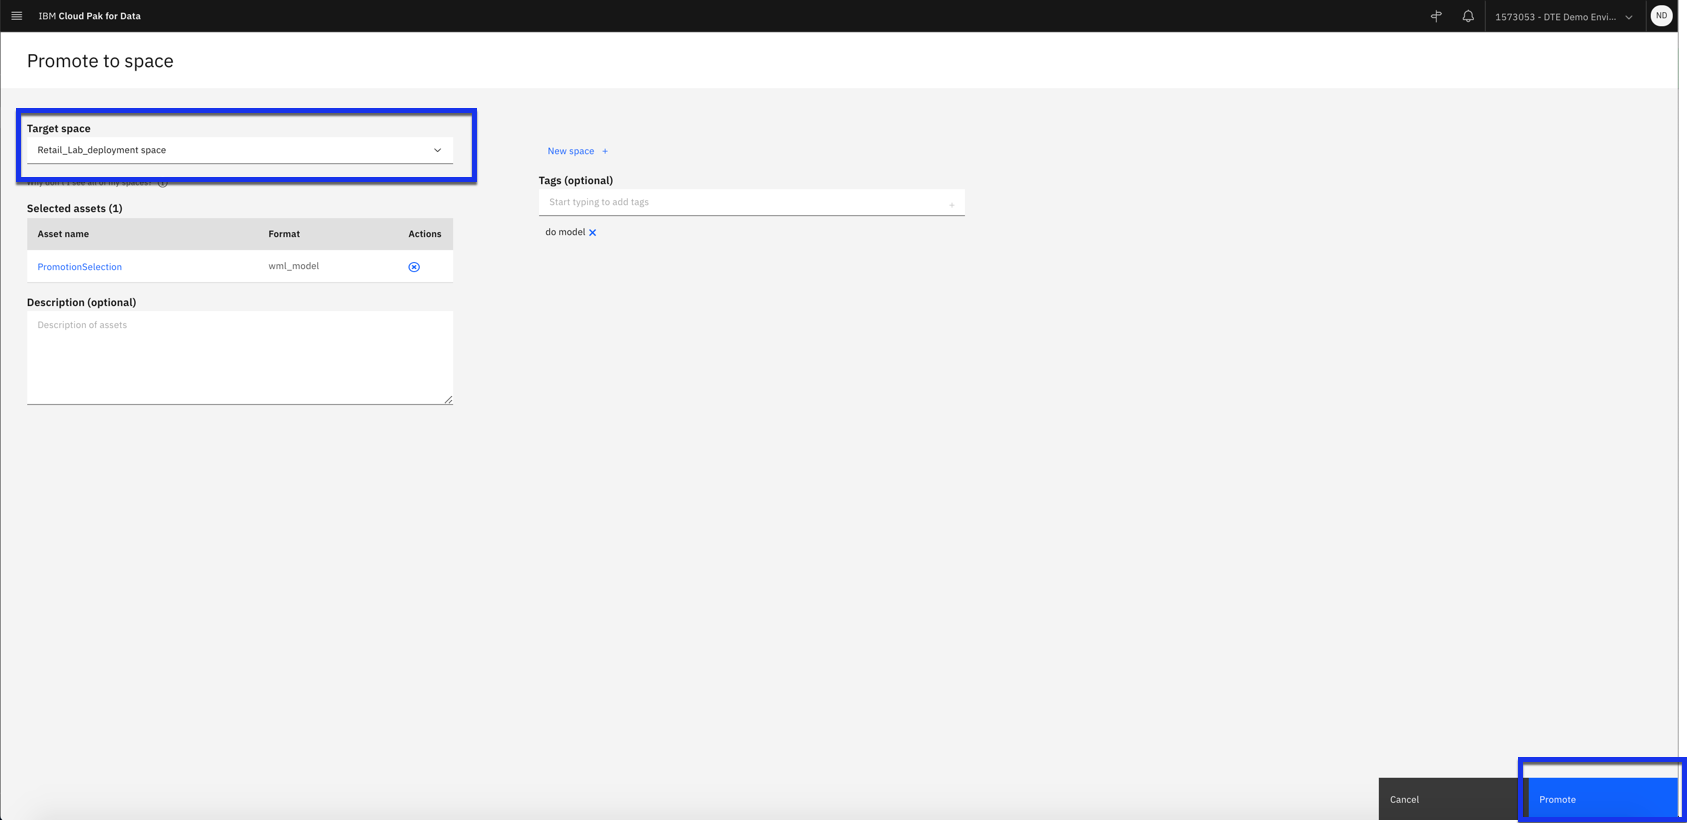 IBM Cloud Pak for Data
1573053 - DTE Demo Envi...
ND
Promote to space
Target space
Retail_Lab_deployment space
Why don't I see all of my spaces?
Selected assets (1)
Asset name Format Actions
PromotionSelection wml_model
Description (optional)
Description of assets
New space +
Tags (optional)
Start typing to add tags +
do model
Cancel
Promote